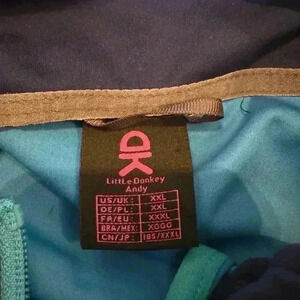 DK
Little Donkey
Andy
US/UK: XXL
DE/PL: XXL
FR/EU: XXXL
BRA/MEX: XGGG
CN/JP: 185/XXXL